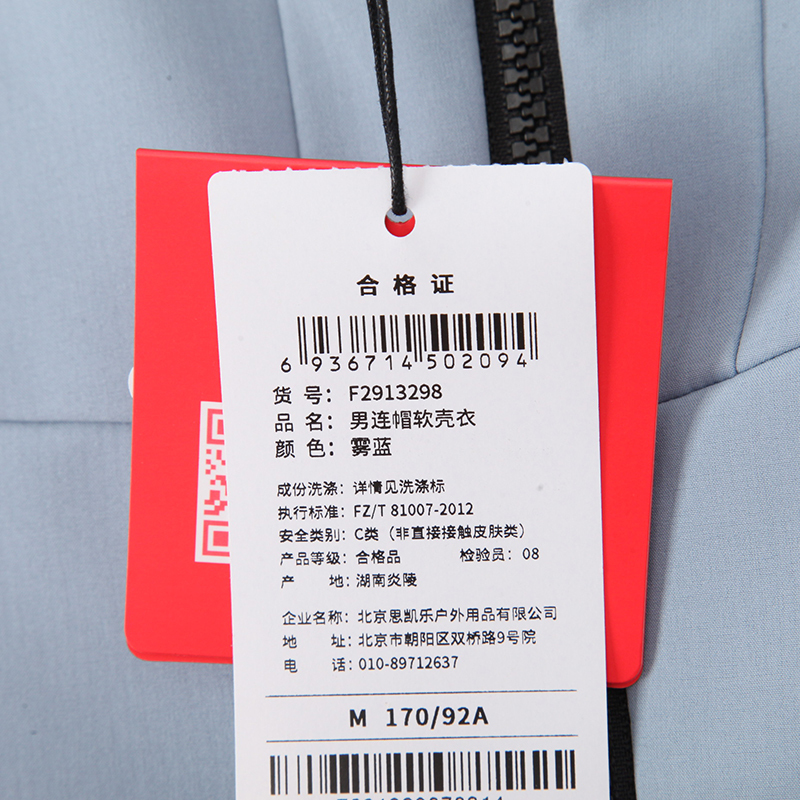 合格证
6 936714 502094
货 号: F2913298
品 名: 男连帽软壳衣
颜 色: 雾蓝
成份洗涤: 详情见洗涤标
执行标准: FZ/T 81007-2012
安全类别: C类（非直接接触皮肤类）
产品等级: 合格品 检验员: 08
产 地: 湖南炎陵
企业名称: 北京思凯乐户外用品有限公司
地 址: 北京市朝阳区双桥路9号院
电 话: 010-89712637
M 170/92A